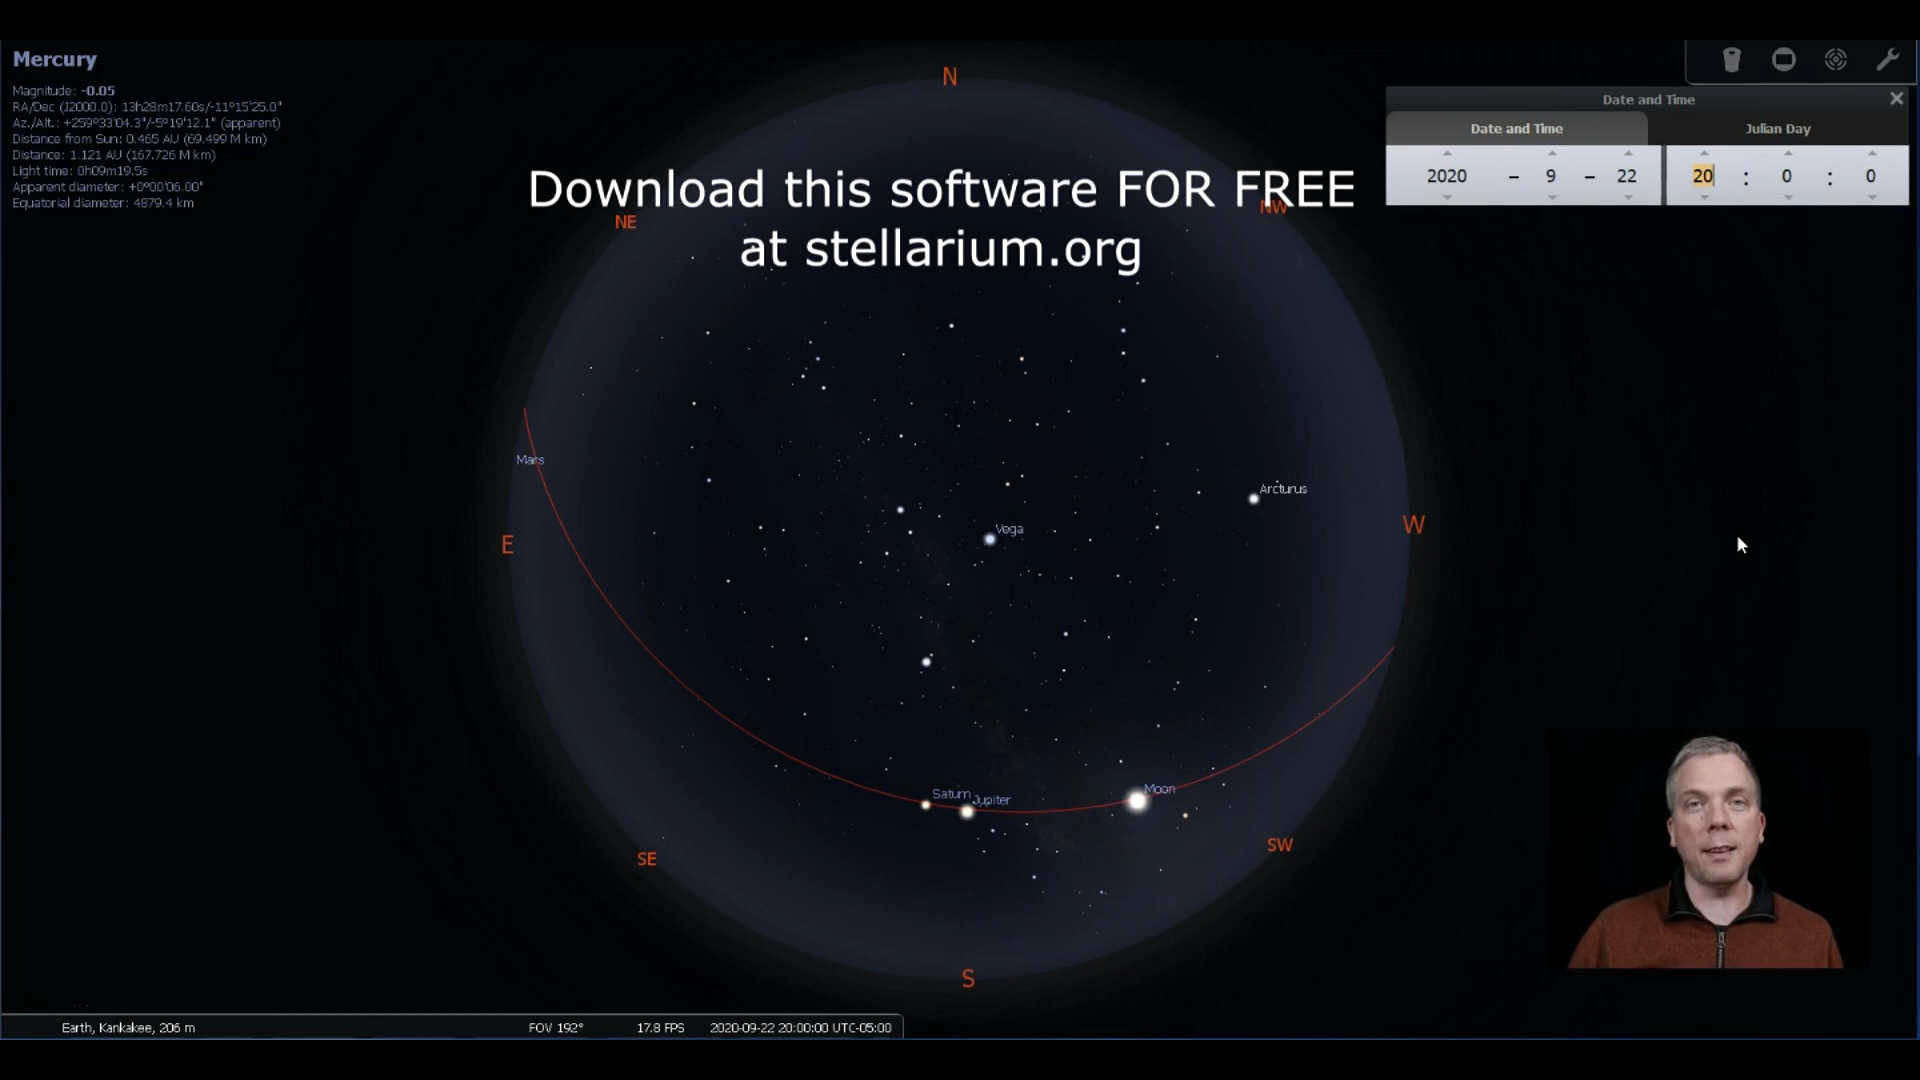 Mercury
Magnitude: -0.05
RA/Dec (J2000.0): 13h28m17.60s/-11°15'25.0"
Az./Alt.: +259°33'04.3"/-5°19'12.1" (apparent)
Distance from Sun: 0.465 AU (69.499 M km)
Distance: 1.121 AU (167.726 M km)
Light time: 0h09m19.5s
Apparent diameter: +0°00'06.00"
Equatorial diameter: 4879.4 km
Date and Time
Date and Time Julian Day
2020 - 9 - 22 20 : 0 : 0
N
Download this software FOR FREE
at stellarium.org
NE
NW
Mars
Arcturus
W
Vega
E
Moon
Saturn
Jupiter
SW
SE
S
Earth, Kankakee, 206 m FOV 192° 17.8 FPS 2020-09-22 20:00:00 UTC-05:00